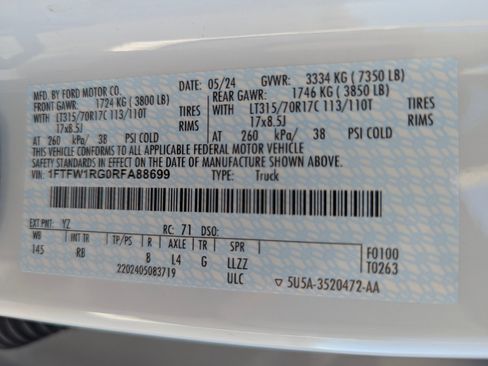 MFD. BY FORD MOTOR CO. 05/24 GVWR: 3334 KG (7350 LB)
FRONT GAWR: 1724 KG (3800 LB) REAR GAWR: 1746 KG (3850 LB)
WITH LT315/70R17C 113/110T TIRES WITH LT315/70R17C 113/110T TIRES
17x8.5J RIMS 17x8.5J RIMS
AT 260 kPa/ 38 PSI COLD AT 260 kPa/ 38 PSI COLD
THIS VEHICLE CONFORMS TO ALL APPLICABLE FEDERAL MOTOR VEHICLE
SAFETY STANDARDS IN EFFECT ON THE DATE OF MANUFACTURE SHOWN ABOVE.
VIN: 1FTFW1RG0RFA88699 TYPE: Truck
EXT PNT: YZ RC: 71 DSO:
WB INT TR TP/PS R AXLE TR SPR F0100
145 RB 8 L4 G LLZZ T0263
2202405083719 ULC 5U5A-3520472-AA